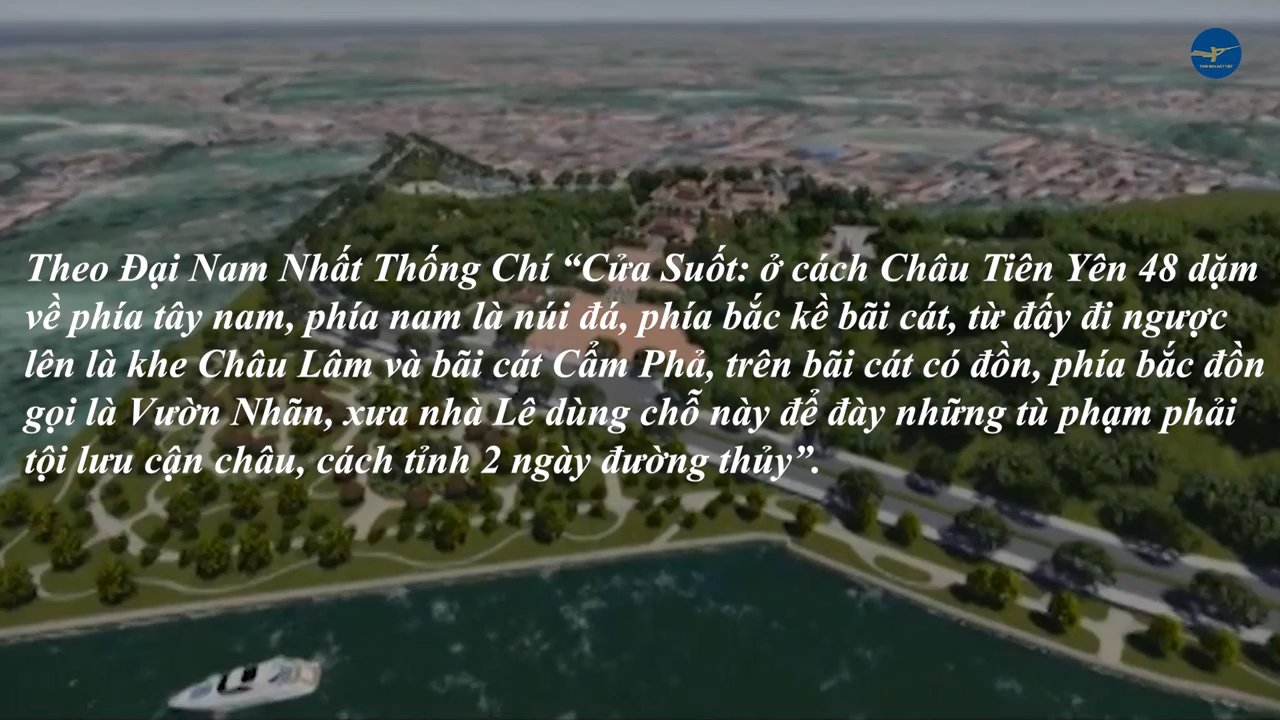 TINH HOA ĐẤT VIỆT
Theo Đại Nam Nhất Thống Chí “Cửa Suốt: ở cách Châu Tiên Yên 48 dặm
về phía tây nam, phía nam là núi đá, phía bắc kề bãi cát, từ đấy đi ngược
lên là khe Châu Lâm và bãi cát Cẩm Phả, trên bãi cát có đồn, phía bắc đồn
gọi là Vườn Nhãn, xưa nhà Lê dùng chỗ này để đày những tù phạm phải
tội lưu cận châu, cách tỉnh 2 ngày đường thủy”.